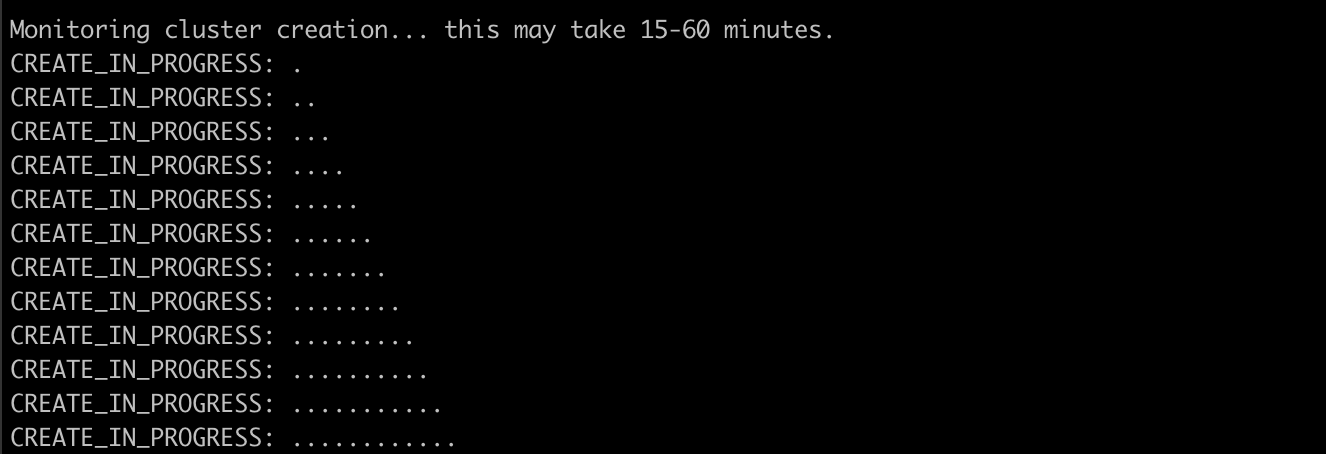 Monitoring cluster creation... this may take 15-60 minutes.
CREATE_IN_PROGRESS: .
CREATE_IN_PROGRESS: ..
CREATE_IN_PROGRESS: ...
CREATE_IN_PROGRESS: ....
CREATE_IN_PROGRESS: .....
CREATE_IN_PROGRESS: ......
CREATE_IN_PROGRESS: .......
CREATE_IN_PROGRESS: ........
CREATE_IN_PROGRESS: .........
CREATE_IN_PROGRESS: ..........
CREATE_IN_PROGRESS: ...........
CREATE_IN_PROGRESS: ............